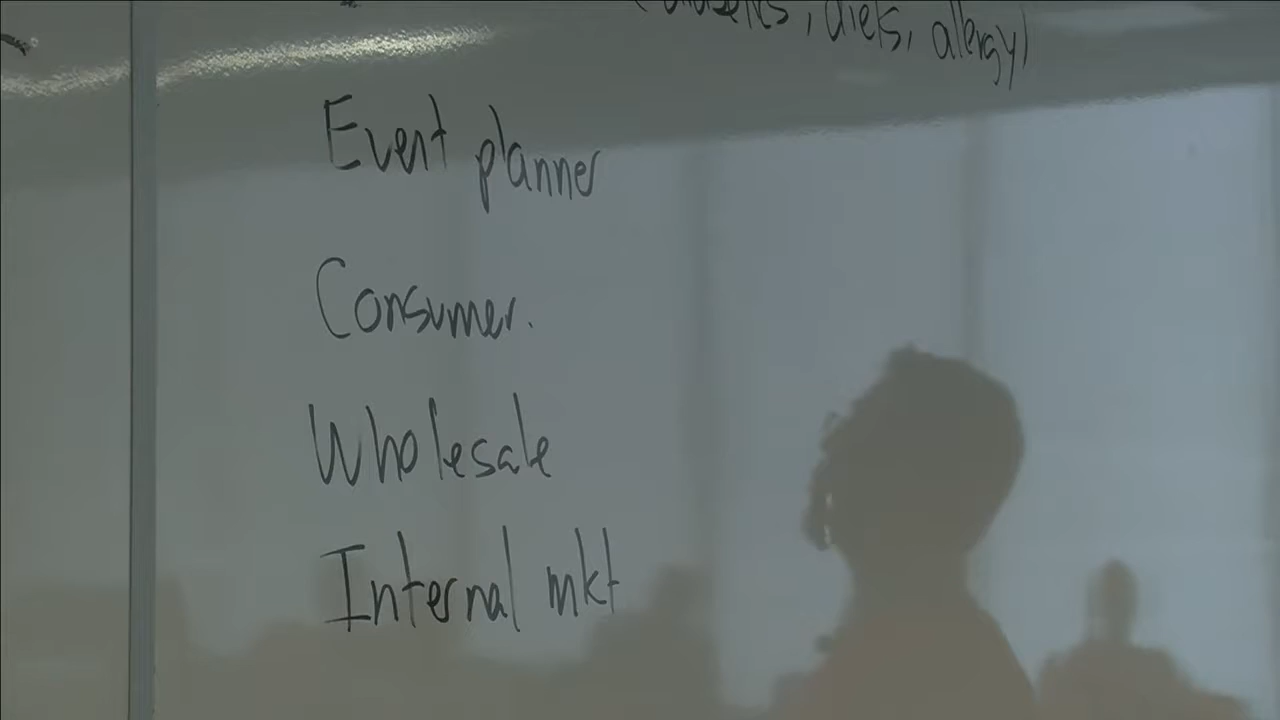 , diets, allergy)
Event planner
Consumer.
Wholesale
Internal mkt